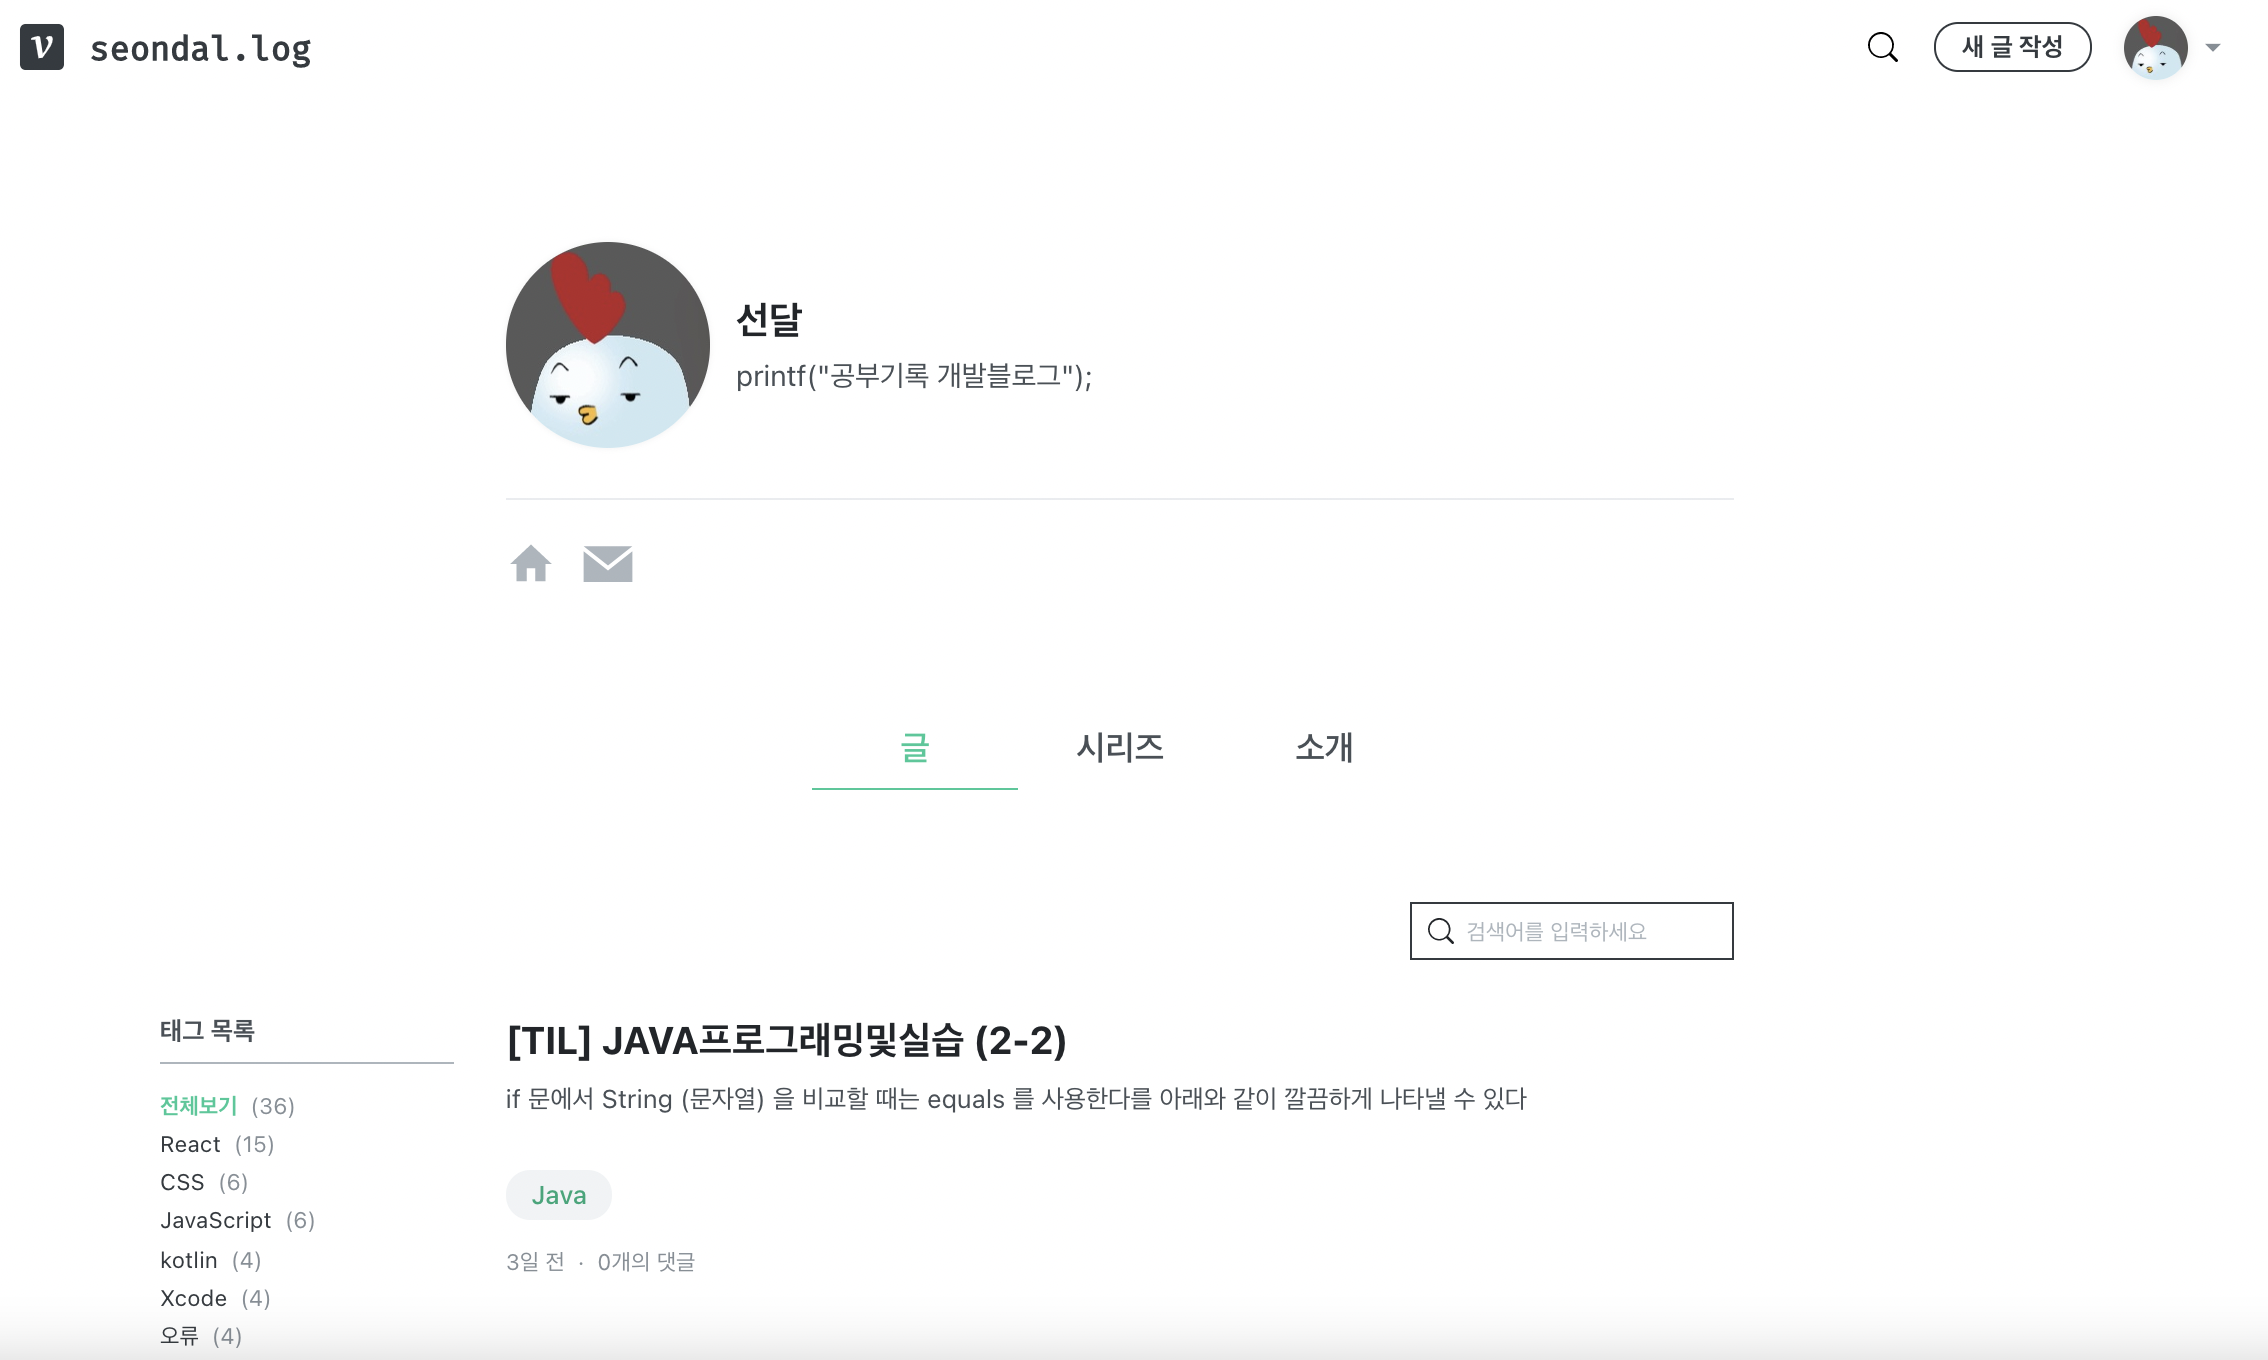 v seondal.log
새 글 작성
선달
printf("공부기록 개발블로그");
글 시리즈 소개
검색어를 입력하세요
태그 목록
전체보기 (36)
React (15)
CSS (6)
JavaScript (6)
kotlin (4)
Xcode (4)
오류 (4)
[TIL] JAVA프로그래밍및실습 (2-2)
if 문에서 String (문자열) 을 비교할 때는 equals 를 사용한다를 아래와 같이 깔끔하게 나타낼 수 있다
Java
3일 전 · 0개의 댓글